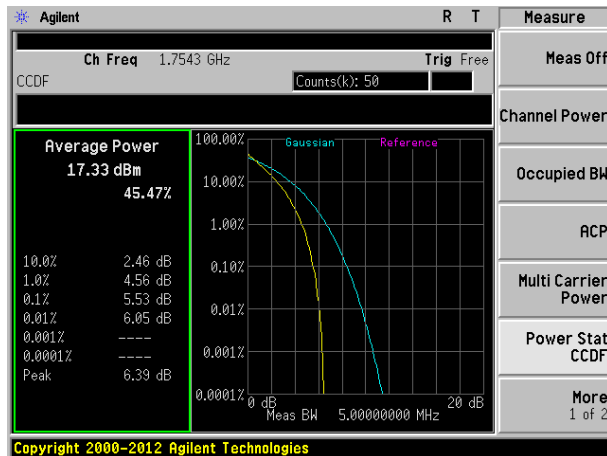 Agilent R T
Measure
Ch Freq 1.7543 GHz Trig Free
CCDF
Counts(k): 50
Average Power
17.33 dBm
45.47%
10.0% 2.46 dB
1.0% 4.56 dB
0.1% 5.53 dB
0.01% 6.05 dB
0.001% ----
0.0001% ----
Peak 6.39 dB
Gaussian Reference
100.00%
10.00%
1.00%
0.10%
0.01%
0.001%
0.0001%
0 dB 20 dB
Meas BW 5.00000000 MHz
Meas Off
Channel Power
Occupied BW
ACP
Multi Carrier
Power
Power Stat
CCDF
More
1 of 2
Copyright 2000-2012 Agilent Technologies